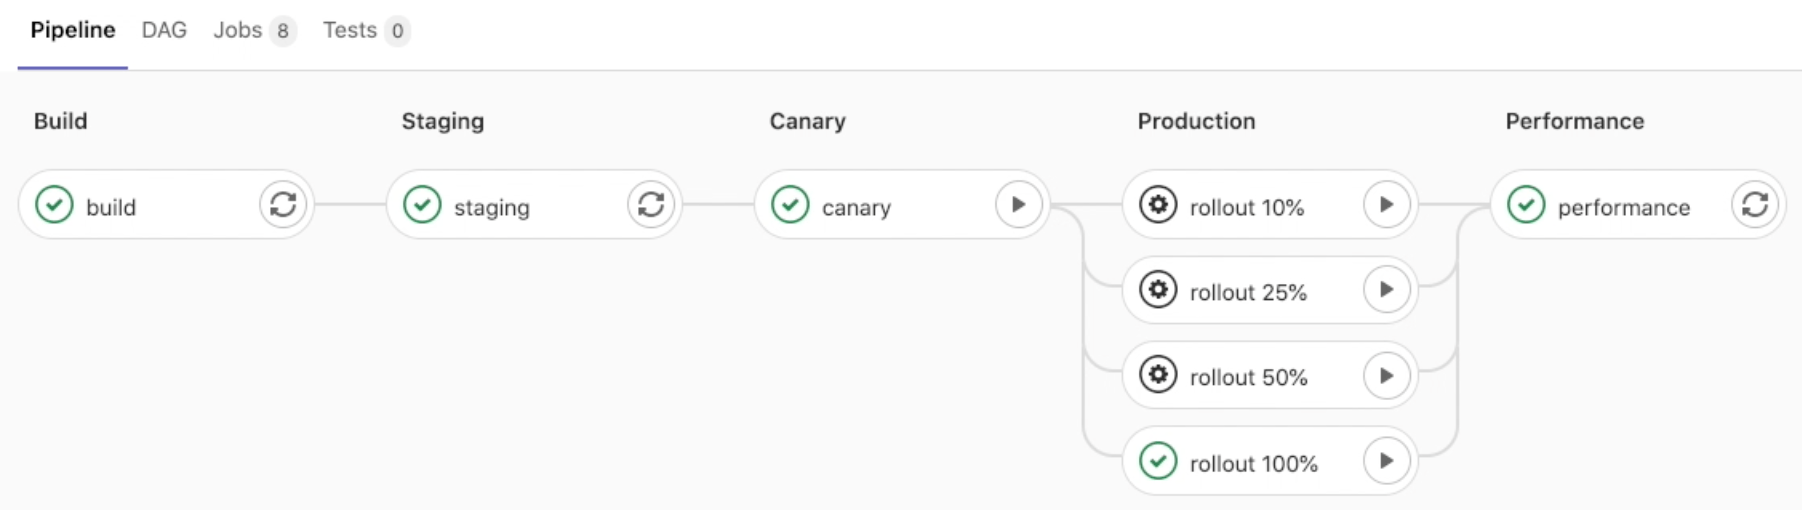 Pipeline DAG Jobs 8 Tests 0
Build Staging Canary Production Performance
build staging canary rollout 10% performance
rollout 25%
rollout 50%
rollout 100%